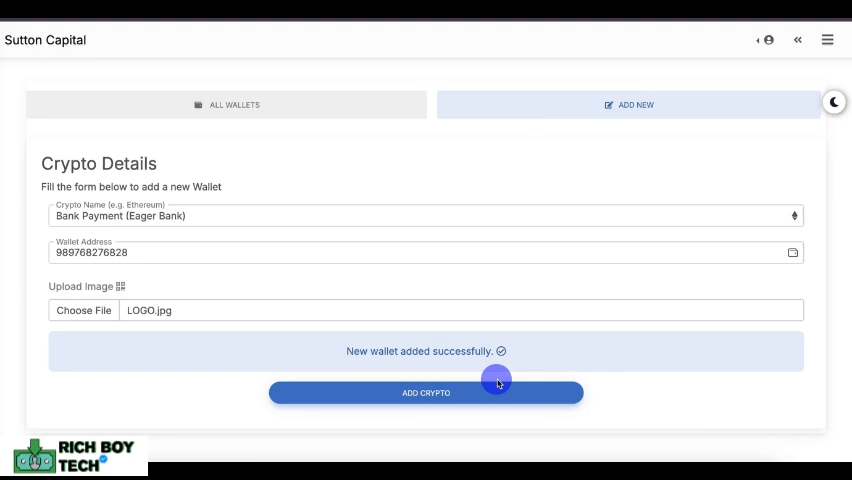 Sutton Capital
ALL WALLETS
ADD NEW
Crypto Details
Fill the form below to add a new Wallet
Crypto Name (e.g. Ethereum)
Bank Payment (Eager Bank)
Wallet Address
989768276828
Upload Image
Choose File LOGO.jpg
New wallet added successfully.
ADD CRYPTO
RICH BOY
TECH